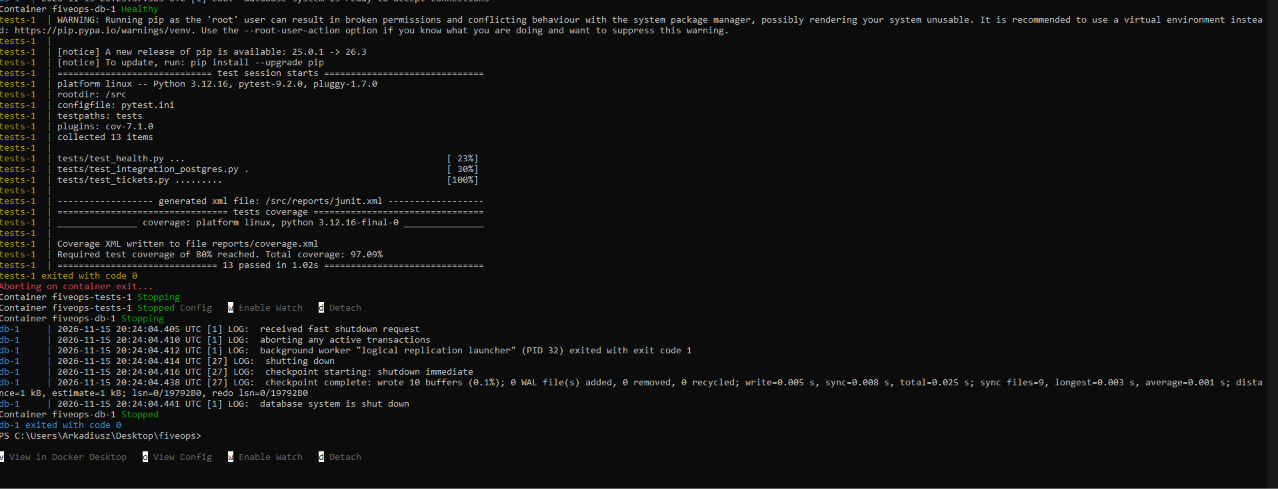 Container fiveops-db-1 Healthy
tests-1 | WARNING: Running pip as the 'root' user can result in broken permissions and conflicting behaviour with the system package manager, possibly rendering your system unusable. It is recommended to use a virtual environment instea
d: https://pip.pypa.io/warnings/venv. Use the --root-user-action option if you know what you are doing and want to suppress this warning.
tests-1 |
tests-1 | [notice] A new release of pip is available: 25.0.1 -> 26.3
tests-1 | [notice] To update, run: pip install --upgrade pip
tests-1 | ============================= test session starts ==============================
tests-1 | platform linux -- Python 3.12.16, pytest-9.2.0, pluggy-1.7.0
tests-1 | rootdir: /src
tests-1 | configfile: pytest.ini
tests-1 | testpaths: tests
tests-1 | plugins: cov-7.1.0
tests-1 | collected 13 items
tests-1 |
tests-1 | tests/test_health.py ... [ 23%]
tests-1 | tests/test_integration_postgres.py . [ 30%]
tests-1 | tests/test_tickets.py ......... [100%]
tests-1 |
tests-1 | ------------------ generated xml file: /src/reports/junit.xml ------------------
tests-1 | ================================ tests coverage ================================
tests-1 | _______________ coverage: platform linux, python 3.12.16-final-0 _______________
tests-1 |
tests-1 | Coverage XML written to file reports/coverage.xml
tests-1 | Required test coverage of 80% reached. Total coverage: 97.09%
tests-1 | ============================== 13 passed in 1.02s ==============================
tests-1 exited with code 0
Aborting on container exit...
Container fiveops-tests-1 Stopping
Container fiveops-tests-1 Stopped Config w Enable Watch d Detach
Container fiveops-db-1 Stopping
db-1 | 2026-11-15 20:24:04.405 UTC [1] LOG: received fast shutdown request
db-1 | 2026-11-15 20:24:04.410 UTC [1] LOG: aborting any active transactions
db-1 | 2026-11-15 20:24:04.412 UTC [1] LOG: background worker "logical replication launcher" (PID 32) exited with exit code 1
db-1 | 2026-11-15 20:24:04.414 UTC [27] LOG: shutting down
db-1 | 2026-11-15 20:24:04.416 UTC [27] LOG: checkpoint starting: shutdown immediate
db-1 | 2026-11-15 20:24:04.438 UTC [27] LOG: checkpoint complete: wrote 10 buffers (0.1%); 0 WAL file(s) added, 0 removed, 0 recycled; write=0.005 s, sync=0.008 s, total=0.025 s; sync files=9, longest=0.003 s, average=0.001 s; dista
nce=1 kB, estimate=1 kB; lsn=0/19792B0, redo lsn=0/19792B0
db-1 | 2026-11-15 20:24:04.441 UTC [1] LOG: database system is shut down
Container fiveops-db-1 Stopped
db-1 exited with code 0
PS C:\Users\Arkadiusz\Desktop\fiveops>
v View in Docker Desktop o View Config w Enable Watch d Detach